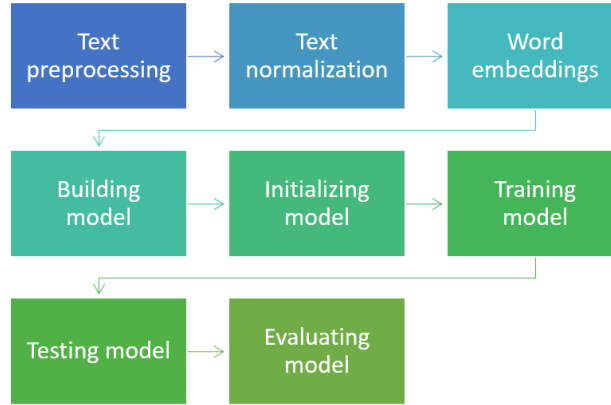 Text
preprocessing
Text
normalization
Word
embeddings
Building
model
Initializing
model
Training
model
Testing model
Evaluating
model